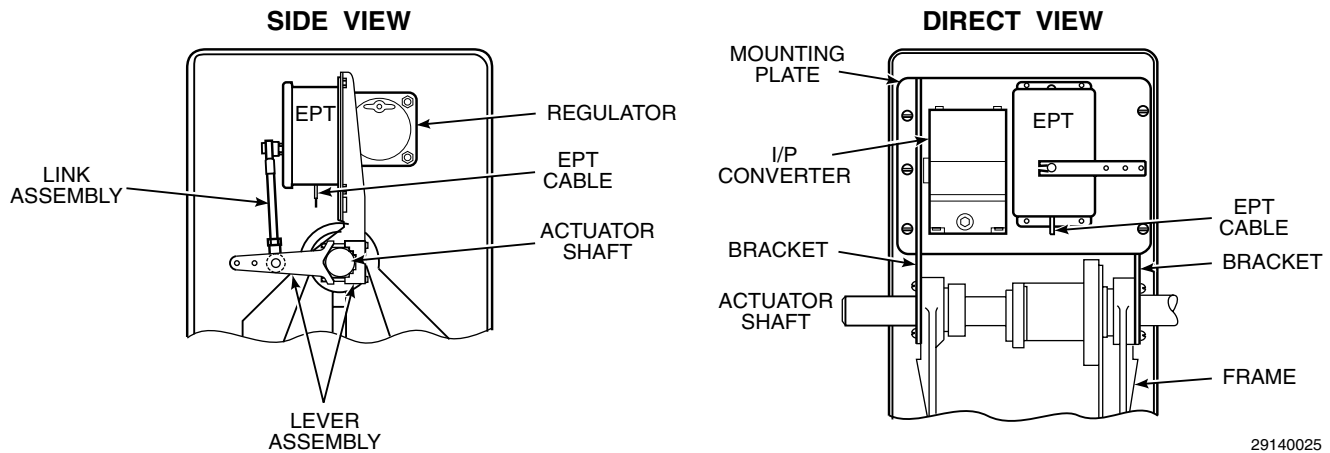 SIDE VIEW
EPT
REGULATOR
EPT
CABLE
LINK
ASSEMBLY
ACTUATOR
SHAFT
LEVER
ASSEMBLY
DIRECT VIEW
MOUNTING
PLATE
EPT
I/P
CONVERTER
EPT
CABLE
BRACKET
BRACKET
ACTUATOR
SHAFT
FRAME
29140025